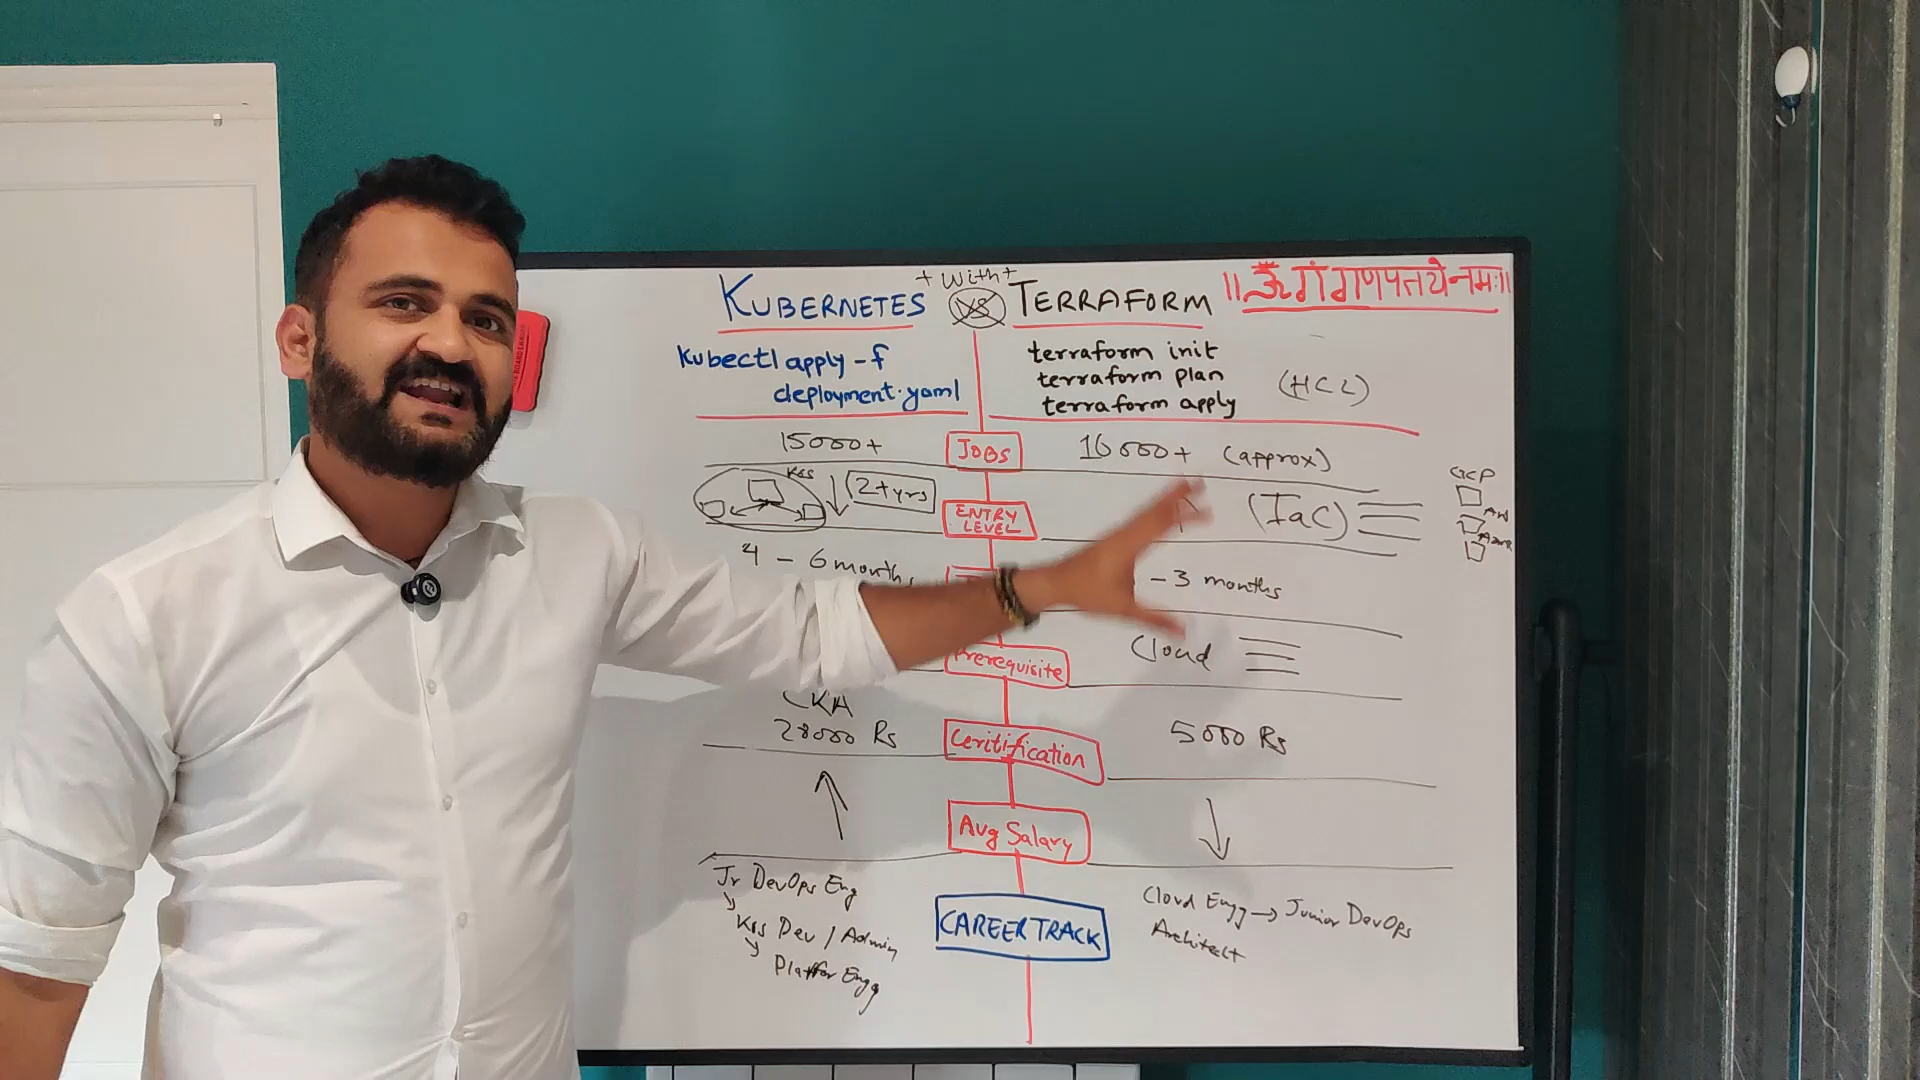 + With +
KUBERNETES VS TERRAFORM
॥ ॐ गं गणपतये नमः ॥
Kubectl apply -f
deployment.yaml
terraform init
terraform plan
terraform apply
(HCL)
15000+
JOBS
16000+ (approx)
K8s
2+yrs
ENTRY
LEVEL
(IaC)
GCP
Azure
4 - 6 months
- 3 months
Prerequisite
Cloud
CKA
28000 Rs
Ceritification
5000 Rs
Avg Salary
Jr DevOps Eng
K8s Dev / Admin
Platfor Engg
CAREER TRACK
Cloud Engg → Junior DevOps
Architect